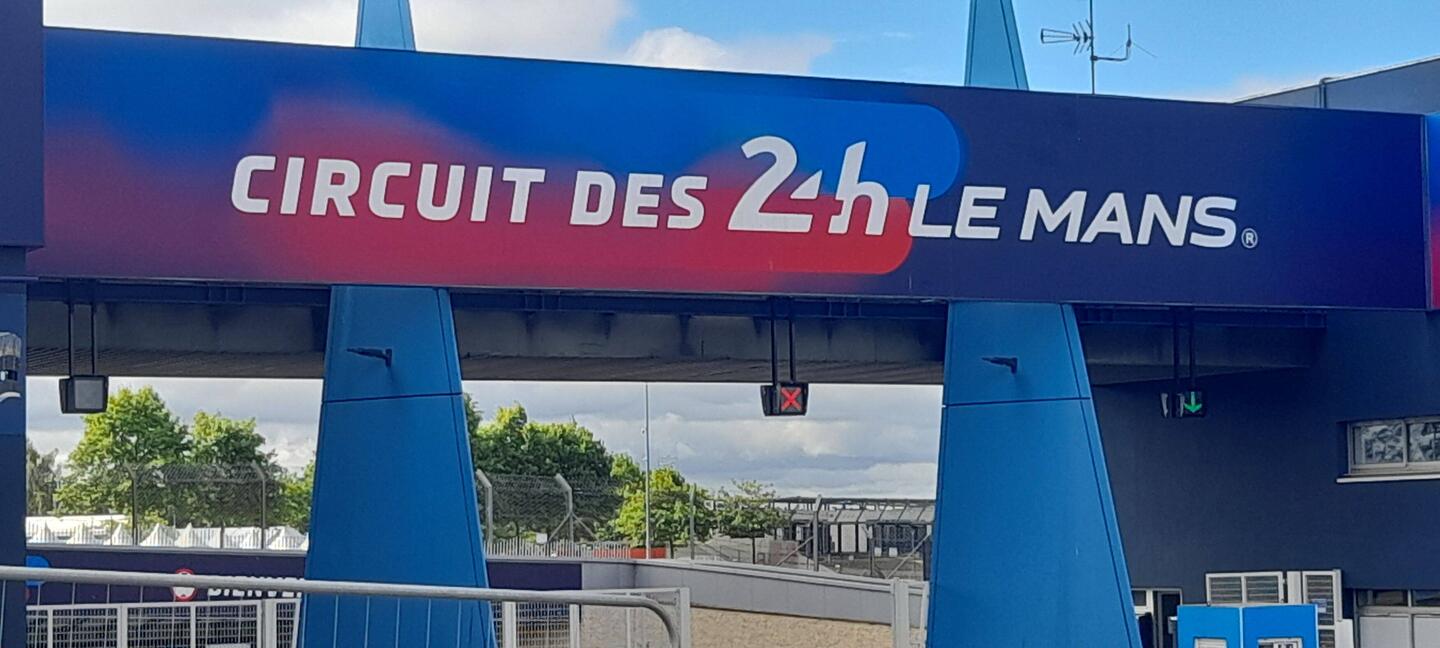 CIRCUIT DES 24h LE MANS®